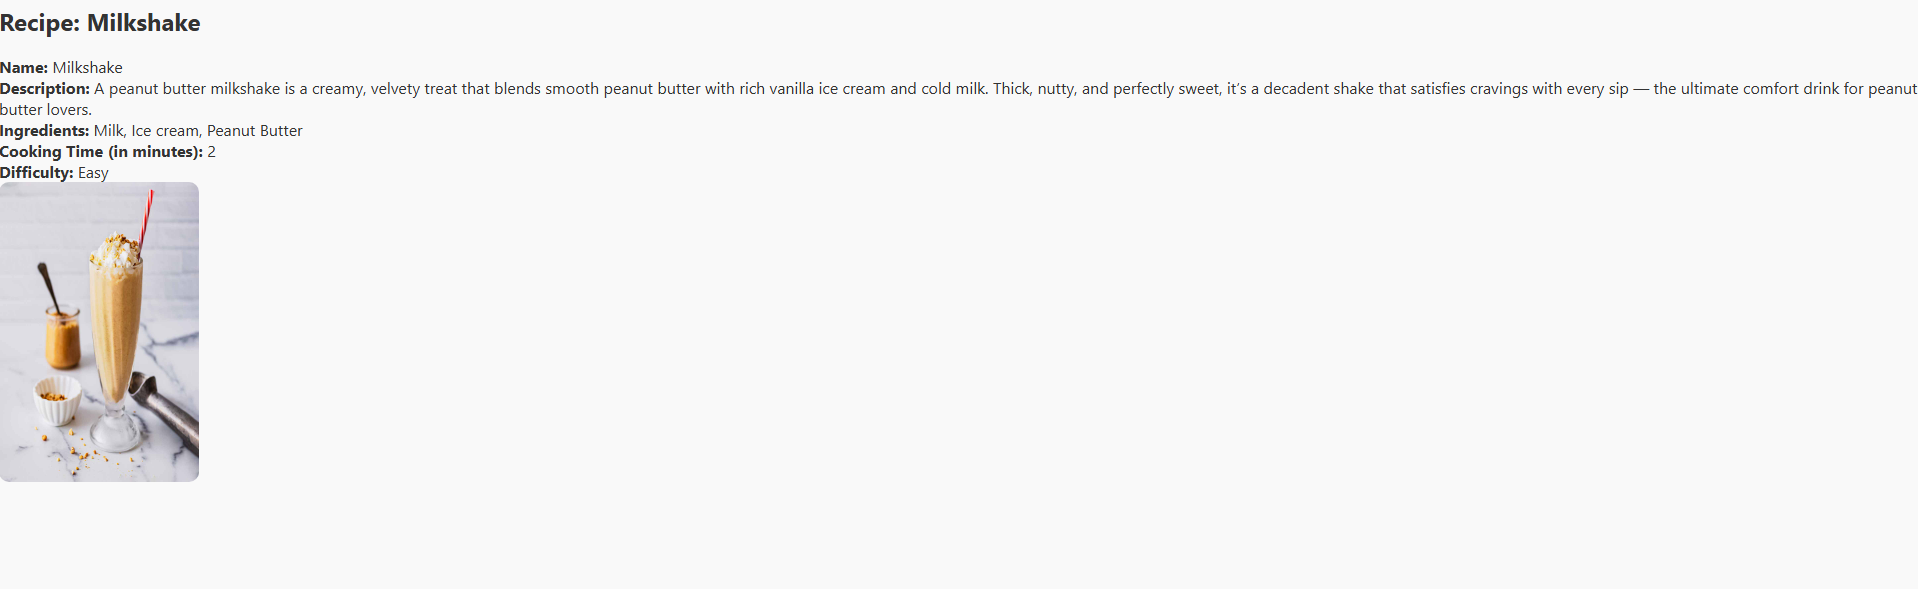 Recipe: Milkshake
Name: Milkshake
Description: A peanut butter milkshake is a creamy, velvety treat that blends smooth peanut butter with rich vanilla ice cream and cold milk. Thick, nutty, and perfectly sweet, it’s a decadent shake that satisfies cravings with every sip — the ultimate comfort drink for peanut
butter lovers.
Ingredients: Milk, Ice cream, Peanut Butter
Cooking Time (in minutes): 2
Difficulty: Easy